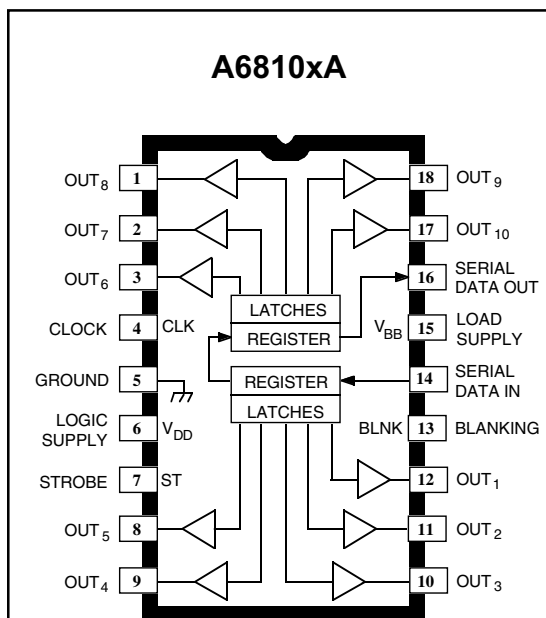 A6810xA
OUT8 1
OUT7 2
OUT6 3
CLOCK 4 CLK
GROUND 5
LOGIC SUPPLY 6 VDD
STROBE 7 ST
OUT5 8
OUT4 9
LATCHES
REGISTER
REGISTER
LATCHES
18 OUT9
17 OUT10
16 SERIAL DATA OUT
VBB 15 LOAD SUPPLY
14 SERIAL DATA IN
BLNK 13 BLANKING
12 OUT1
11 OUT2
10 OUT3